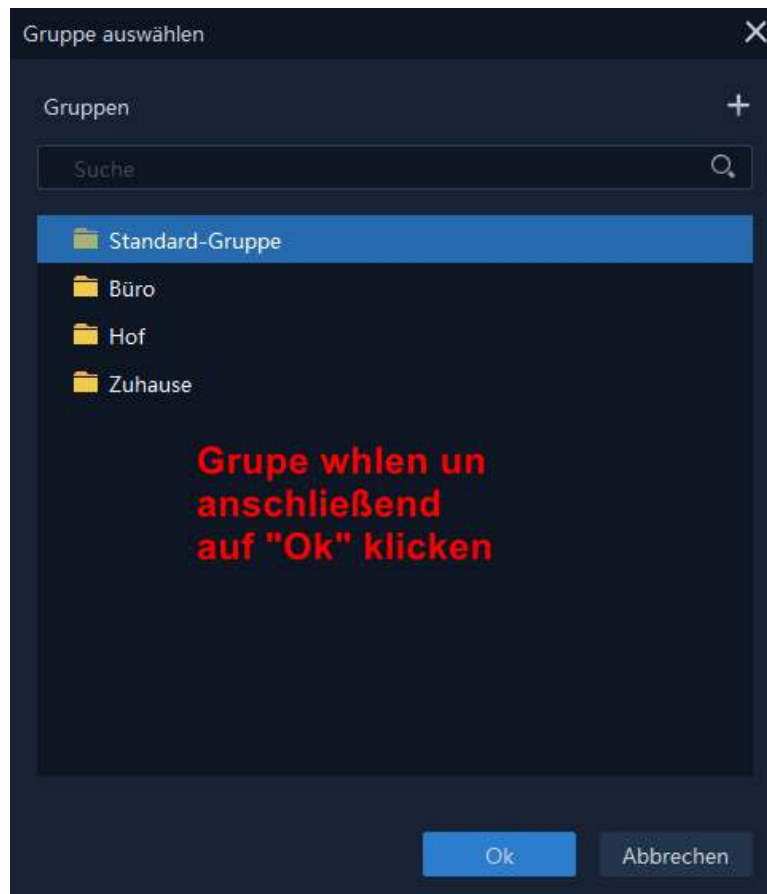 Gruppe auswählen
Gruppen
Suche
Standard-Gruppe
Büro
Hof
Zuhause
Grupe whlen un
anschließend
auf "Ok" klicken
Ok Abbrechen